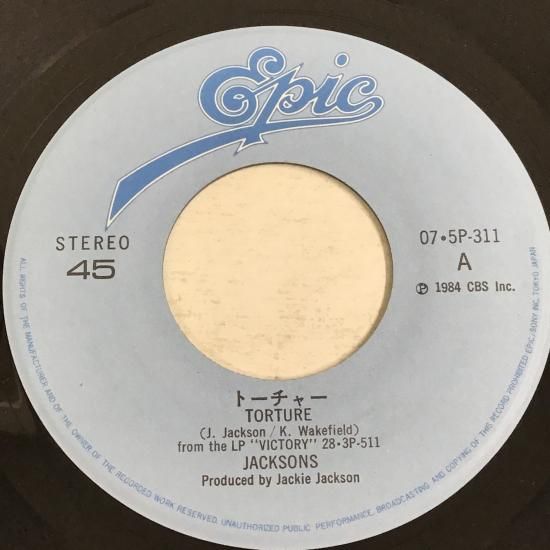 Epic
STEREO
45
07・5P-311
A
Ⓟ 1984 CBS Inc.
トーチャー
TORTURE
(J. Jackson / K. Wakefield)
from the LP "VICTORY" 28・3P-511
JACKSONS
Produced by Jackie Jackson
ALL RIGHTS OF THE MANUFACTURER AND OF THE OWNER OF THE RECORDED WORK RESERVED. UNAUTHORIZED PUBLIC PERFORMANCE, BROADCASTING AND COPYING OF THIS RECORD PROHIBITED EPIC/SONY INC. TOKYO JAPAN